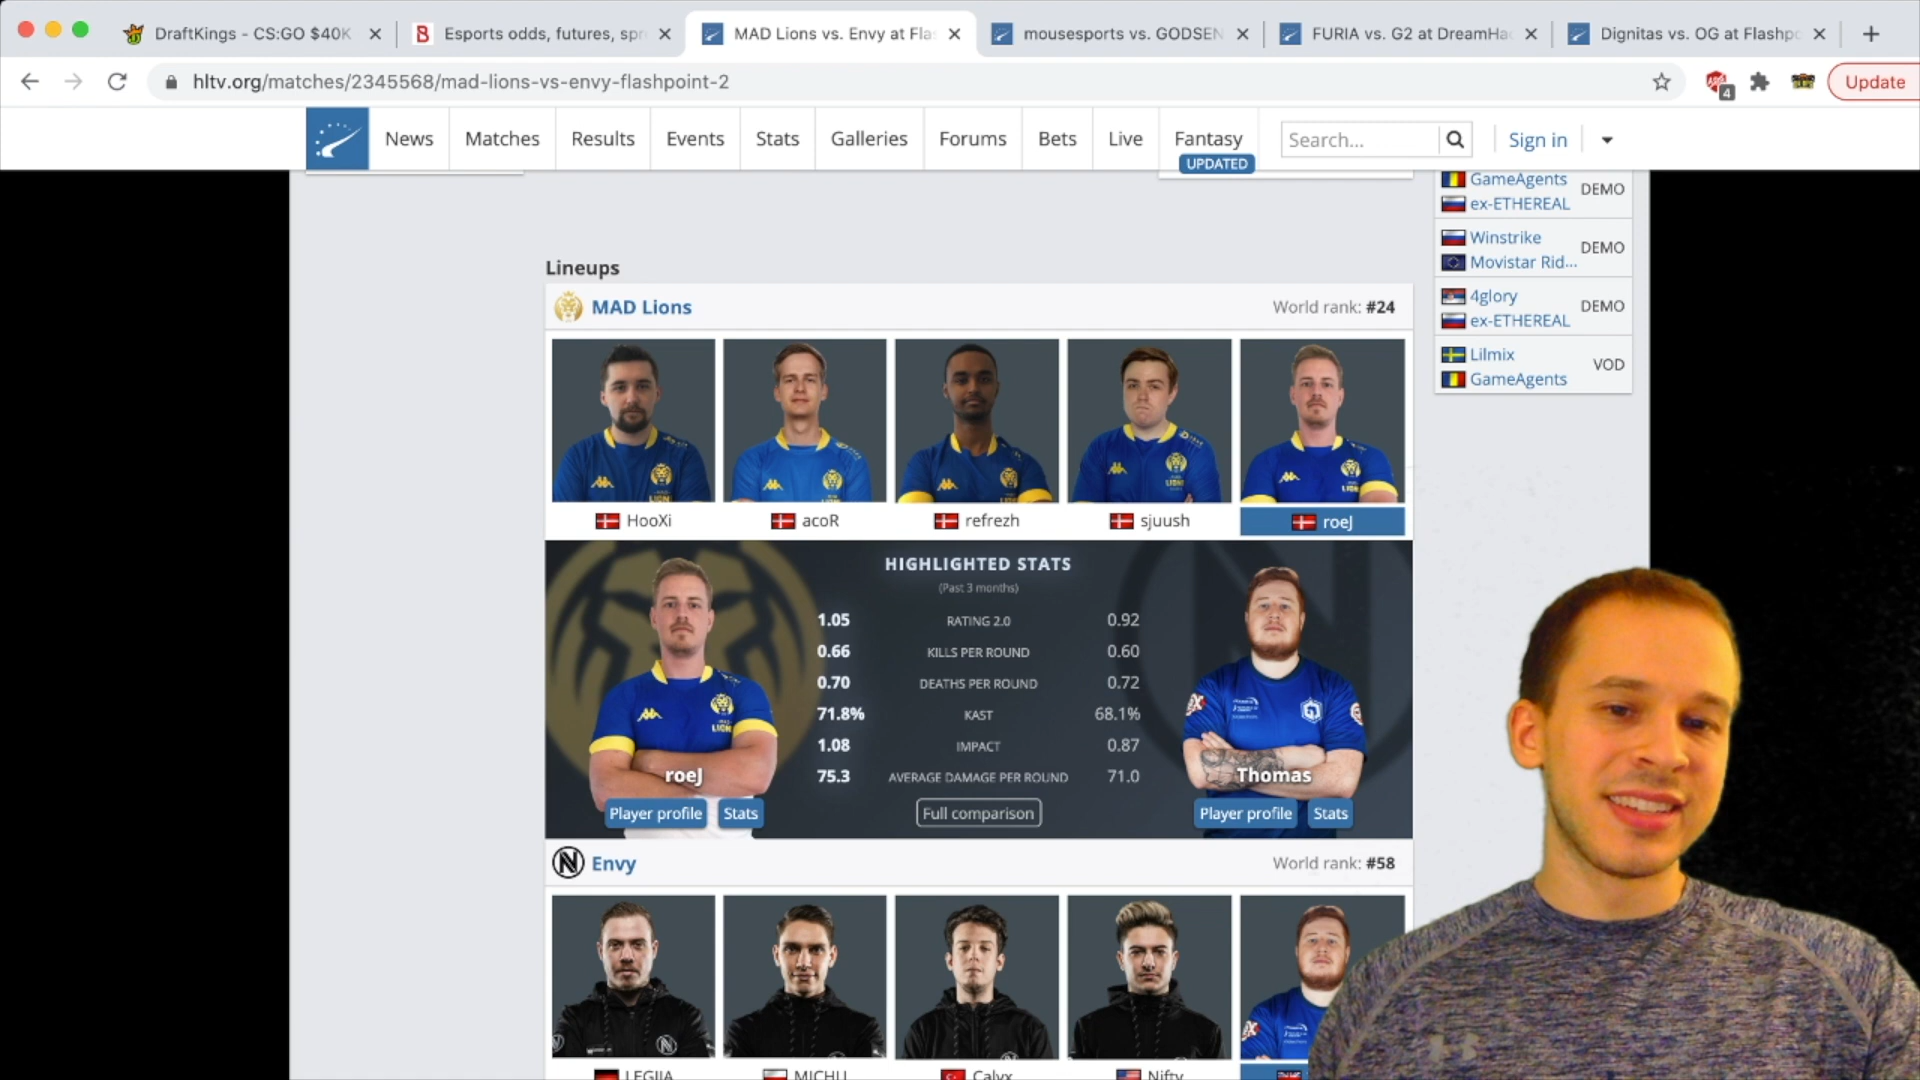 DraftKings - CS:GO $40K
Esports odds, futures, spr
MAD Lions vs. Envy at Flas
mousesports vs. GODSEN
FURIA vs. G2 at DreamHa
Dignitas vs. OG at Flashpo
hltv.org/matches/2345568/mad-lions-vs-envy-flashpoint-2
4
Update
News
Matches
Results
Events
Stats
Galleries
Forums
Bets
Live
Fantasy
UPDATED
Search...
Sign in
GameAgents
ex-ETHEREAL
DEMO
Winstrike
Movistar Rid...
DEMO
4glory
ex-ETHEREAL
DEMO
Lilmix
GameAgents
VOD
Lineups
MAD Lions
World rank: #24
HooXi
acoR
refrezh
sjuush
roeJ
HIGHLIGHTED STATS
(Past 3 months)
1.05 RATING 2.0 0.92
0.66 KILLS PER ROUND 0.60
0.70 DEATHS PER ROUND 0.72
71.8% KAST 68.1%
1.08 IMPACT 0.87
75.3 AVERAGE DAMAGE PER ROUND 71.0
roeJ
Thomas
Player profile
Stats
Full comparison
Player profile
Stats
Envy
World rank: #58
LEGIJA
MICHU
Calyx
Nifty